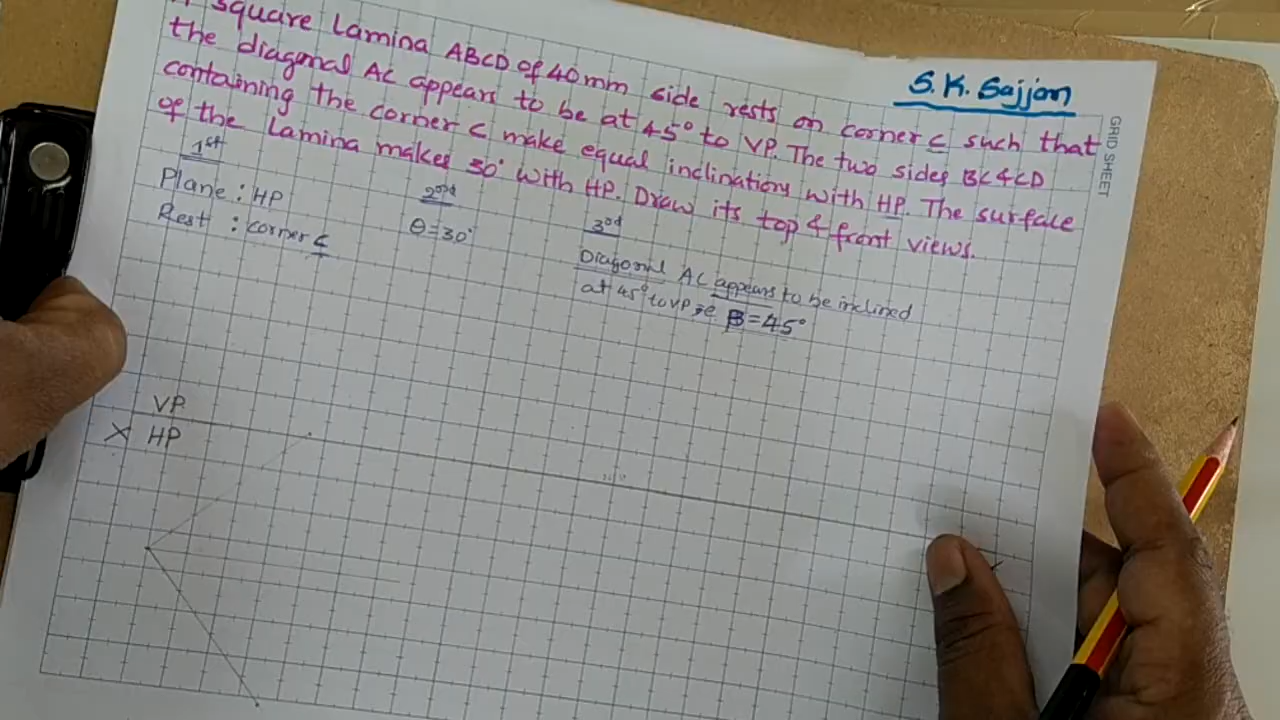 Square Lamina ABCD of 40mm side rests on corner C such that
the diagonal AC appears to be at 45° to VP. The two sides BC & CD
containing the corner C make equal inclinations with HP. The surface
of the Lamina makes 30° with HP. Draw its top & front views.
S. K. Sajjan
GRID SHEET
1st
Plane : HP
Rest : corner C
2nd
θ = 30°
3rd
Diagonal AC appears to be inclined
at 45° to VP ie β = 45°
VP
X HP